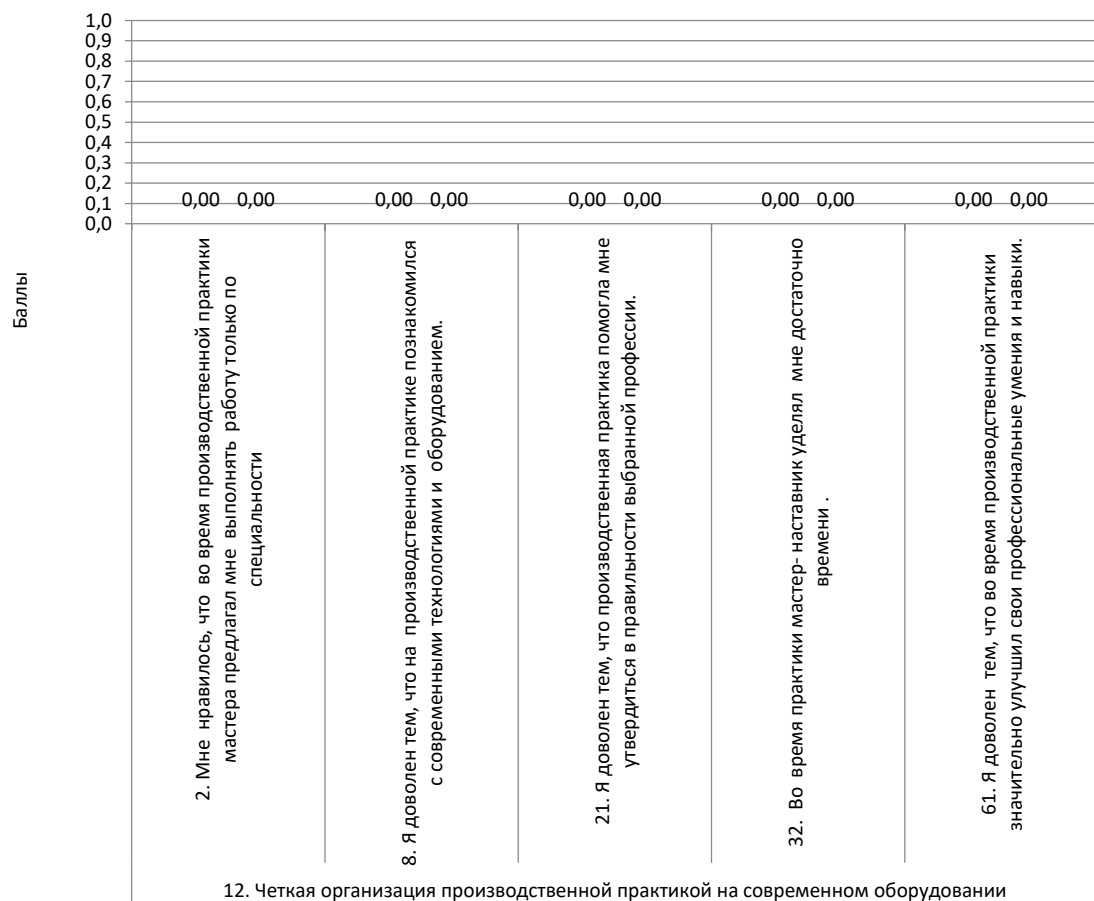 Баллы
1,0
0,9
0,8
0,7
0,6
0,5
0,4
0,3
0,2
0,1
0,0
0,00 0,00 0,00 0,00 0,00 0,00 0,00 0,00 0,00 0,00
2. Мне нравилось, что во время производственной практики
мастера предлагал мне выполнять работу только по
специальности
8. Я доволен тем, что на производственной практике познакомился
с современными технологиями и оборудованием.
21. Я доволен тем, что производственная практика помогла мне
утвердиться в правильности выбранной профессии.
32. Во время практики мастер- наставник уделял мне достаточно
времени .
61. Я доволен тем, что во время производственной практики
значительно улучшил свои профессиональные умения и навыки.
12. Четкая организация производственной практикой на современном оборудовании